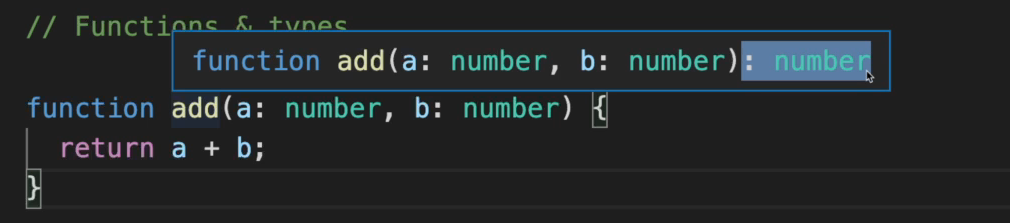 // Functions & types
function add(a: number, b: number): number
function add(a: number, b: number) {
  return a + b;
}